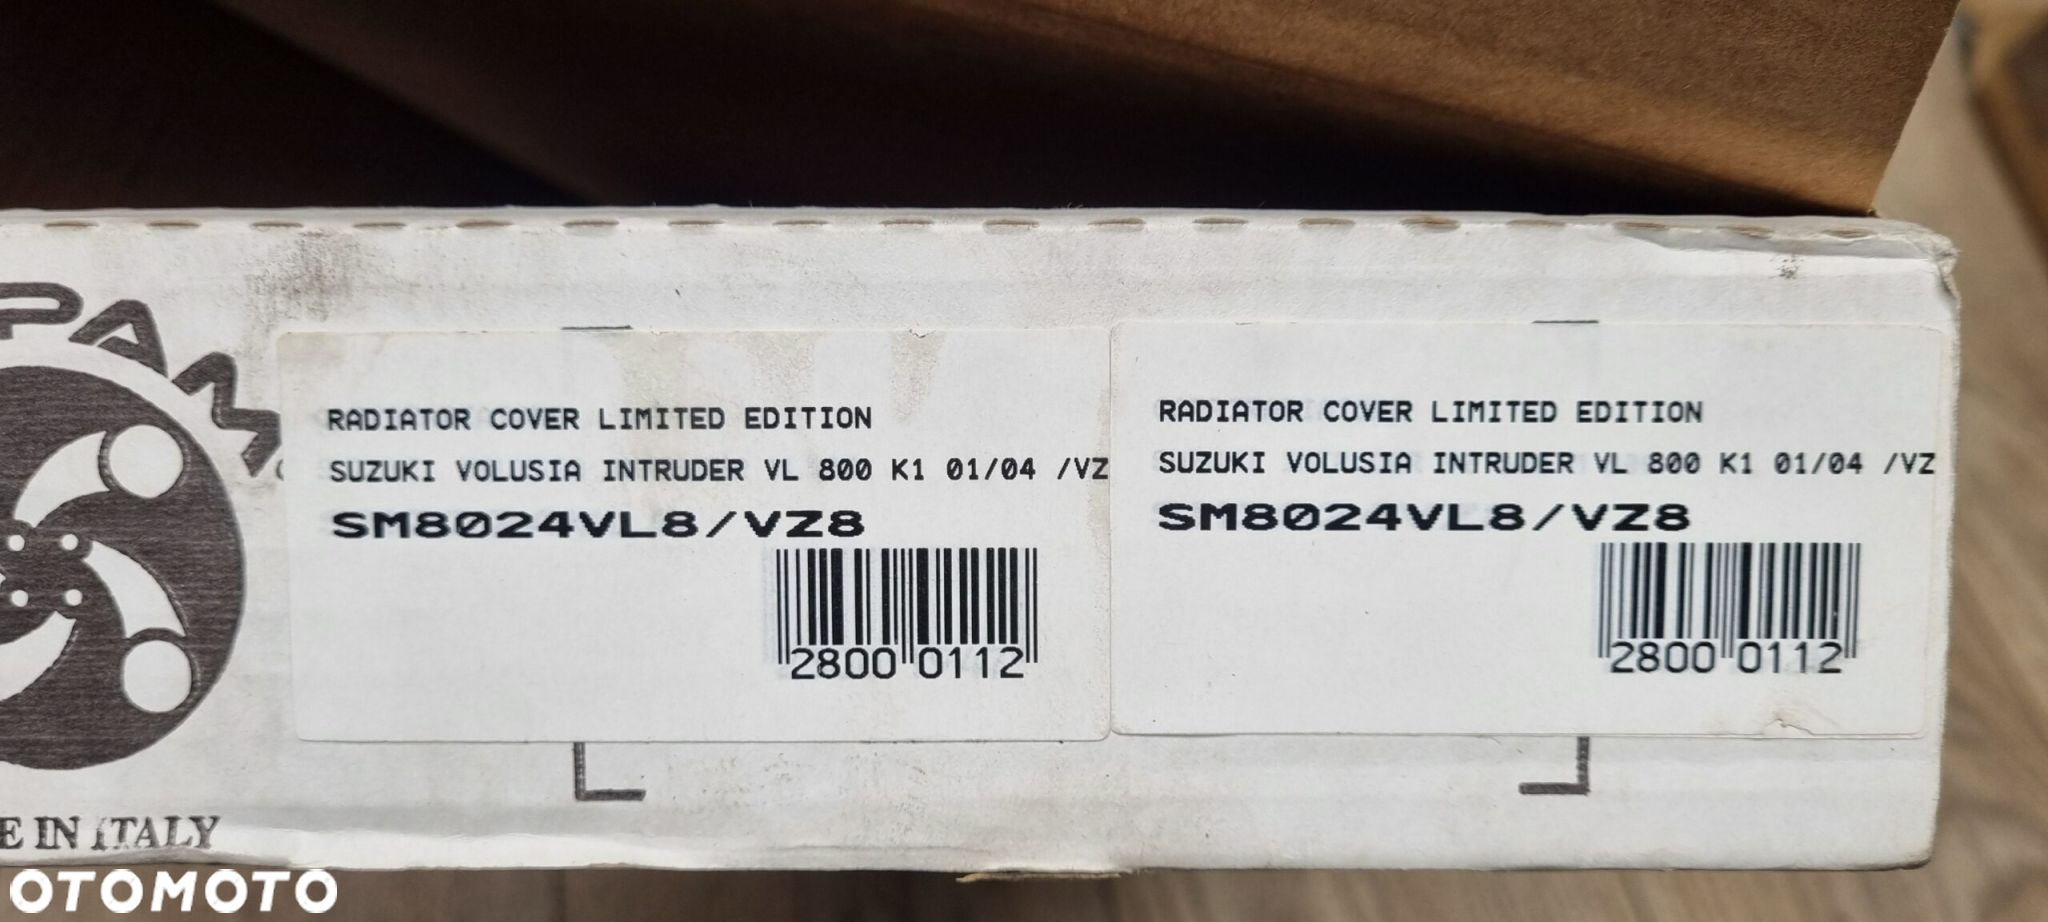 PAM
RADIATOR COVER LIMITED EDITION
SUZUKI VOLUSIA INTRUDER VL 800 K1 01/04 /VZ
SM8024VL8/VZ8
2800 0112
RADIATOR COVER LIMITED EDITION
SUZUKI VOLUSIA INTRUDER VL 800 K1 01/04 /VZ
SM8024VL8/VZ8
2800 0112
E IN ITALY
OTOMOTO